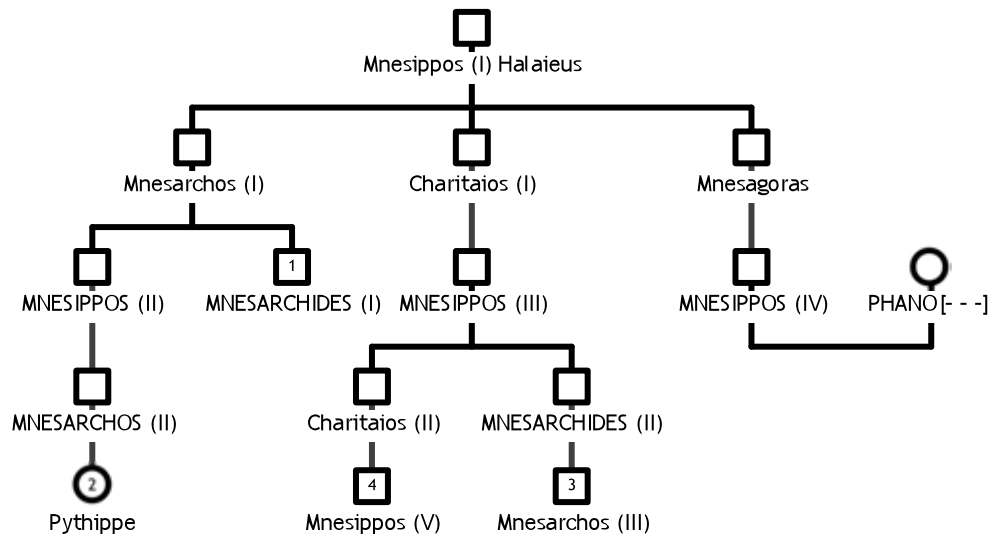 Mnesippos (I) Halaieus
Mnesarchos (I) Charitaios (I) Mnesagoras
1
MNESIPPOS (II) MNESARCHIDES (I) MNESIPPOS (III) MNESIPPOS (IV) PHANO[- - -]
MNESARCHOS (II) Charitaios (II) MNESARCHIDES (II)
2 4 3
Pythippe Mnesippos (V) Mnesarchos (III)